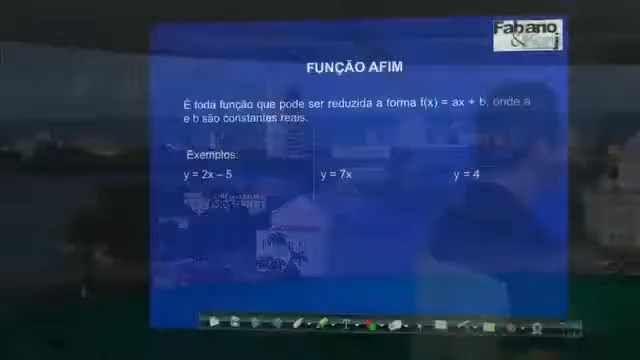 Fabano
&
FUNÇÃO AFIM
É toda função que pode ser reduzida a forma f(x) = ax + b, onde a
e b são constantes reais.
Exemplos:
y = 2x – 5
y = 7x
y = 4